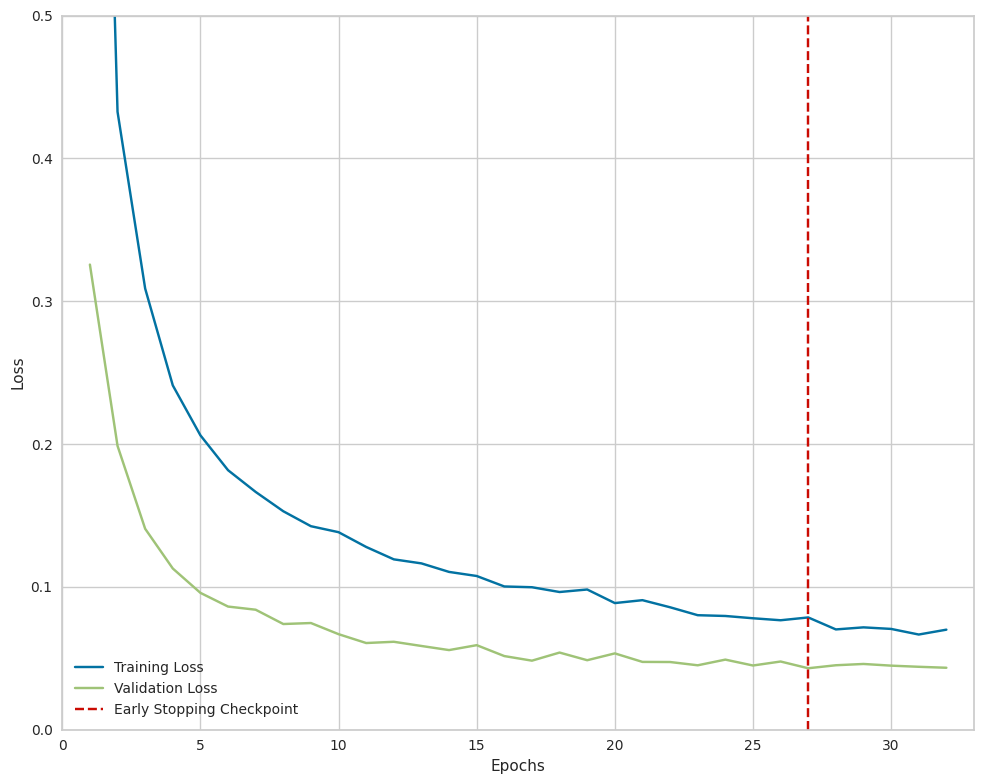 0.5
0.4
0.3
0.2
0.1
0.0
Loss
Training Loss
Validation Loss
Early Stopping Checkpoint
0 5 10 15 20 25 30
Epochs